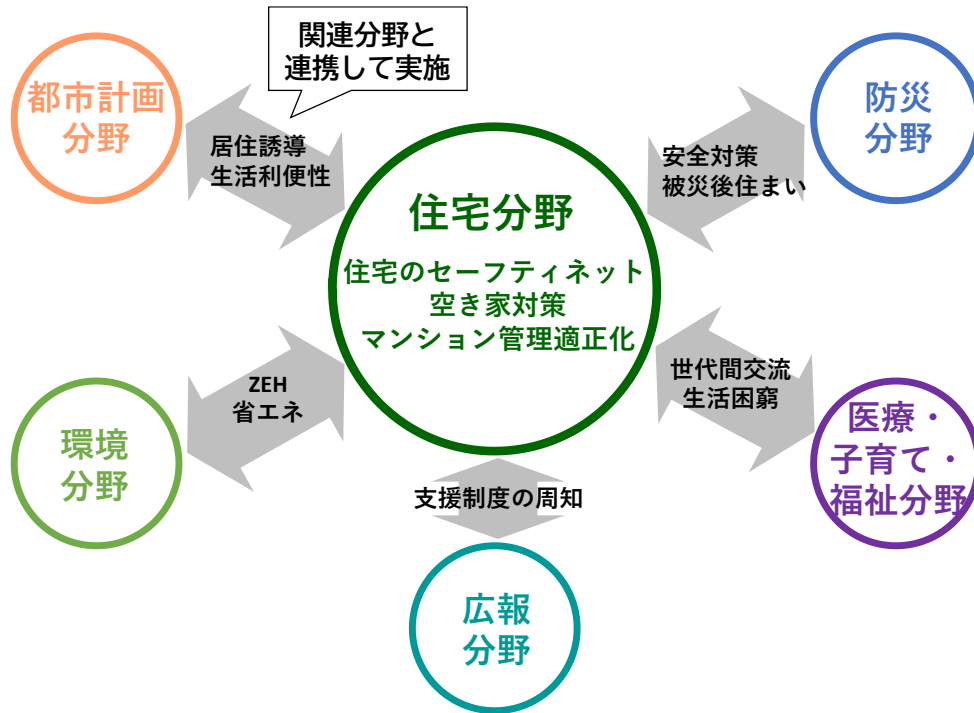 関連分野と
連携して実施
都市計画
分野
防災
分野
居住誘導
生活利便性
安全対策
被災後住まい
住宅分野
住宅のセーフティネット
空き家対策
マンション管理適正化
ZEH
省エネ
世代間交流
生活困窮
環境
分野
医療・
子育て・
福祉分野
支援制度の周知
広報
分野